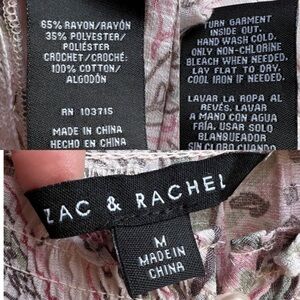 65% RAYON/RAYÓN
35% POLYESTER/
POLIÉSTER
CROCHET/CROCHÉ:
100% COTTON/
ALGODÓN
RN 103715
MADE IN CHINA
HECHO EN CHINA
TURN GARMENT
INSIDE OUT.
HAND WASH COLD.
ONLY NON-CHLORINE
BLEACH WHEN NEEDED.
LAY FLAT TO DRY.
COOL IRON IF NEEDED.
LAVAR LA ROPA AL
REVÉS, LAVAR
A MANO CON AGUA
FRÍA. USAR SOLO
BLANQUEADOR
SIN CLORO CUANDO
ZAC & RACHEL
M
MADE IN
CHINA